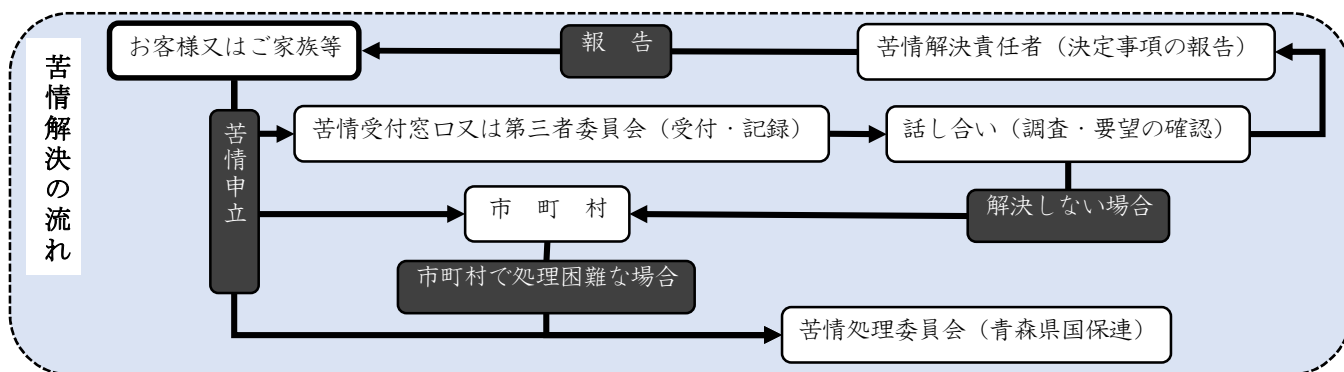 苦情解決の流れ
お客様又はご家族等
報　告
苦情解決責任者（決定事項の報告）
苦情申立
苦情受付窓口又は第三者委員会（受付・記録）
話し合い（調査・要望の確認）
市　町　村
解決しない場合
市町村で処理困難な場合
苦情処理委員会（青森県国保連）